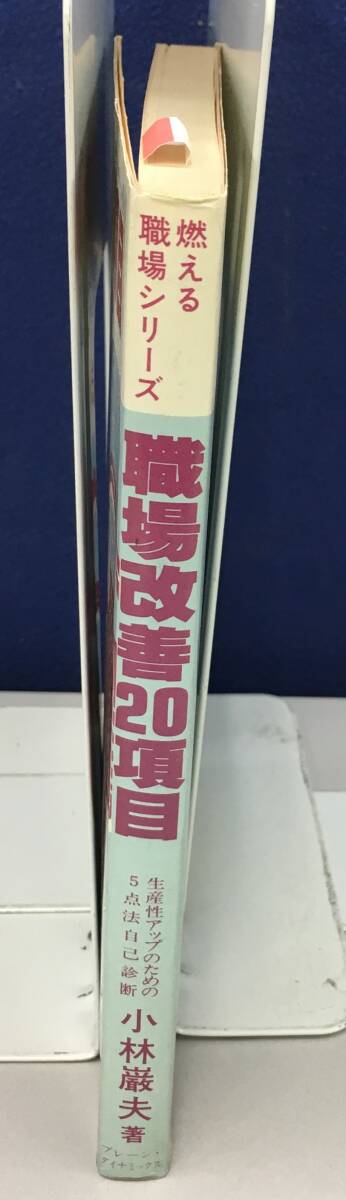 燃える
職場シリーズ
職場改善20項目
生産性アップのための
5点法自己診断
小林巌夫 著
ブレーン・
ダイナミックス